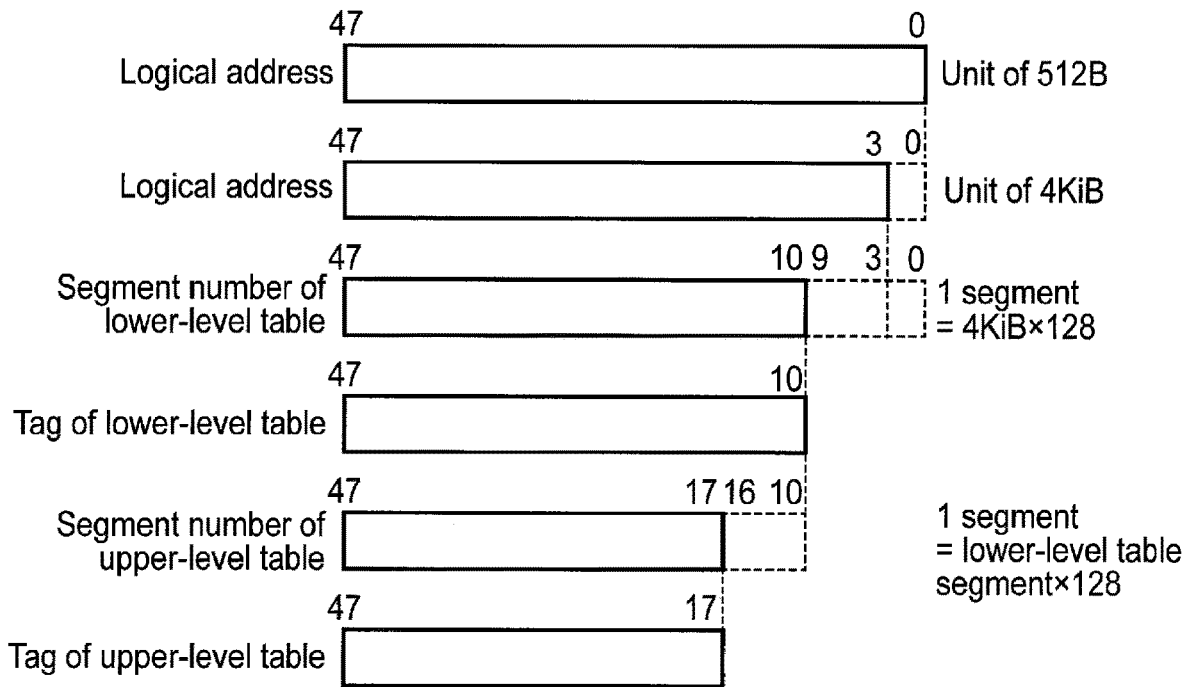 47 0
Logical address Unit of 512B
47 3 0
Logical address Unit of 4KiB
47 10 9 3 0
Segment number of
lower-level table
1 segment
= 4KiB×128
47 10
Tag of lower-level table
47 17 16 10
Segment number of
upper-level table
1 segment
= lower-level table
segment×128
47 17
Tag of upper-level table